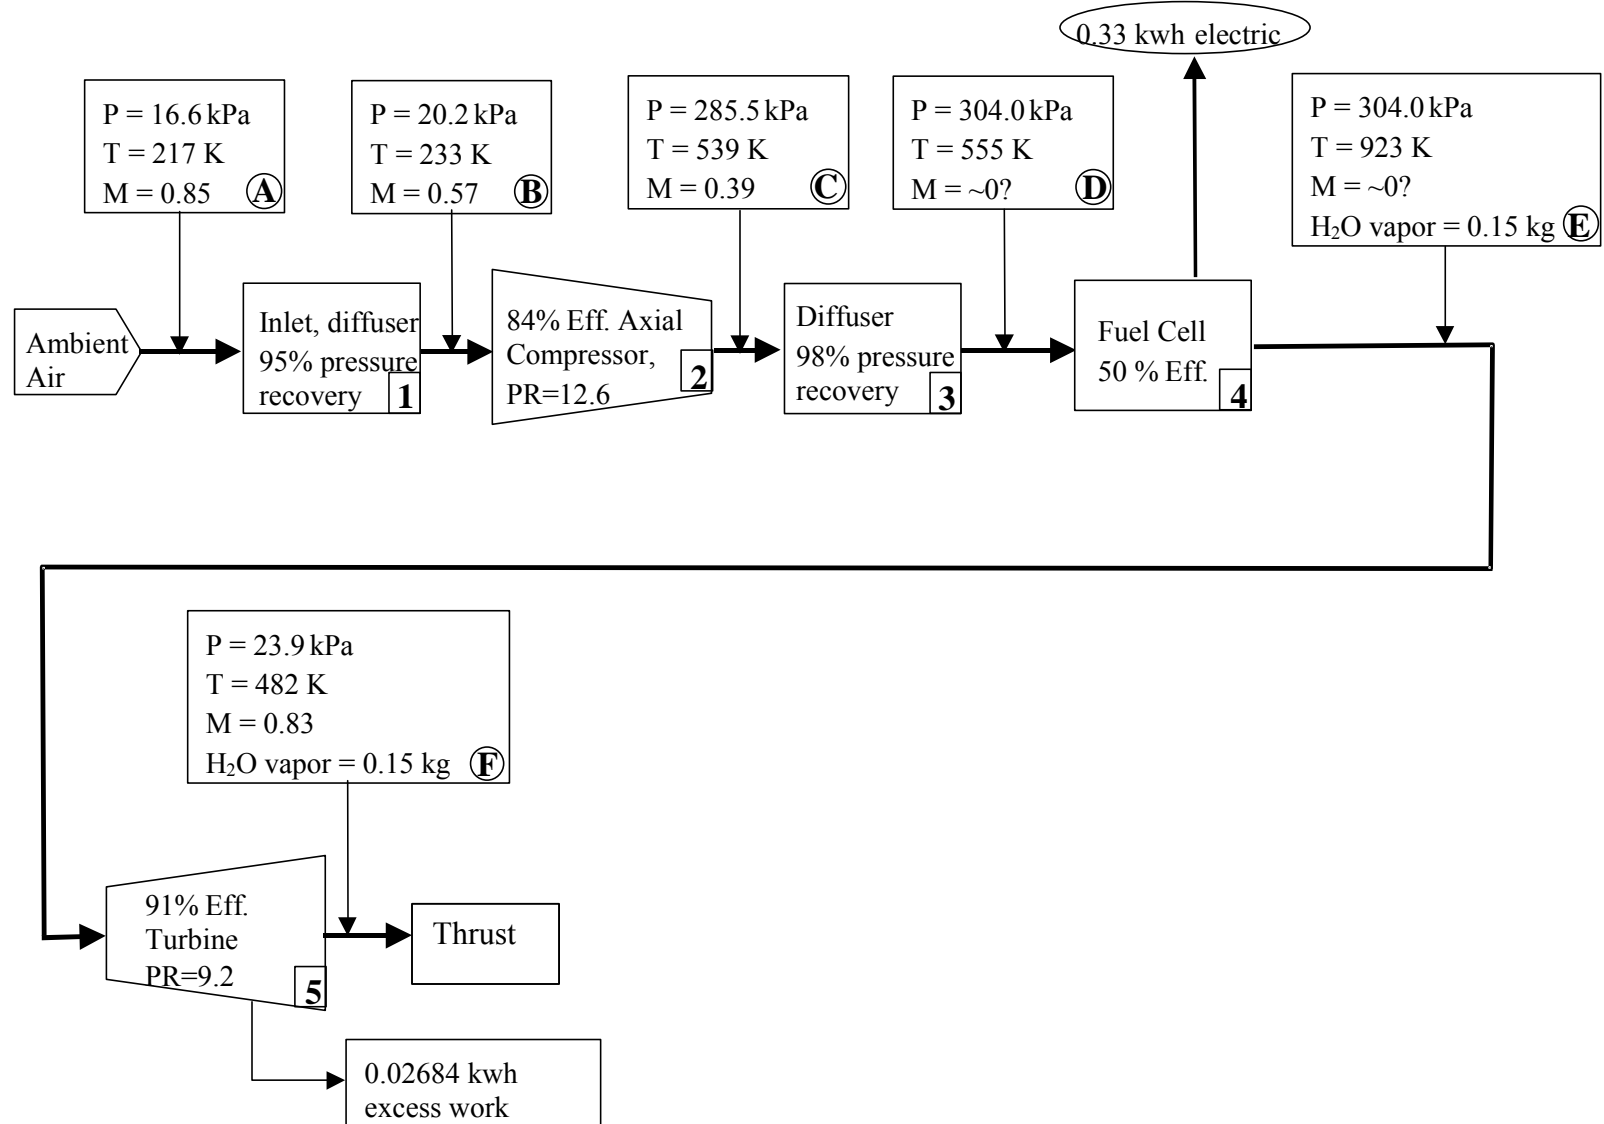 0.33 kwh electric
P = 16.6 kPa
T = 217 K
M = 0.85
A
P = 20.2 kPa
T = 233 K
M = 0.57
B
P = 285.5 kPa
T = 539 K
M = 0.39
C
P = 304.0 kPa
T = 555 K
M = ~0?
D
P = 304.0 kPa
T = 923 K
M = ~0?
H₂O vapor = 0.15 kg
E
Ambient
Air
Inlet, diffuser
95% pressure
recovery
1
84% Eff. Axial
Compressor,
PR=12.6
2
Diffuser
98% pressure
recovery
3
Fuel Cell
50 % Eff.
4
P = 23.9 kPa
T = 482 K
M = 0.83
H₂O vapor = 0.15 kg
F
91% Eff.
Turbine
PR=9.2
5
Thrust
0.02684 kwh
excess work